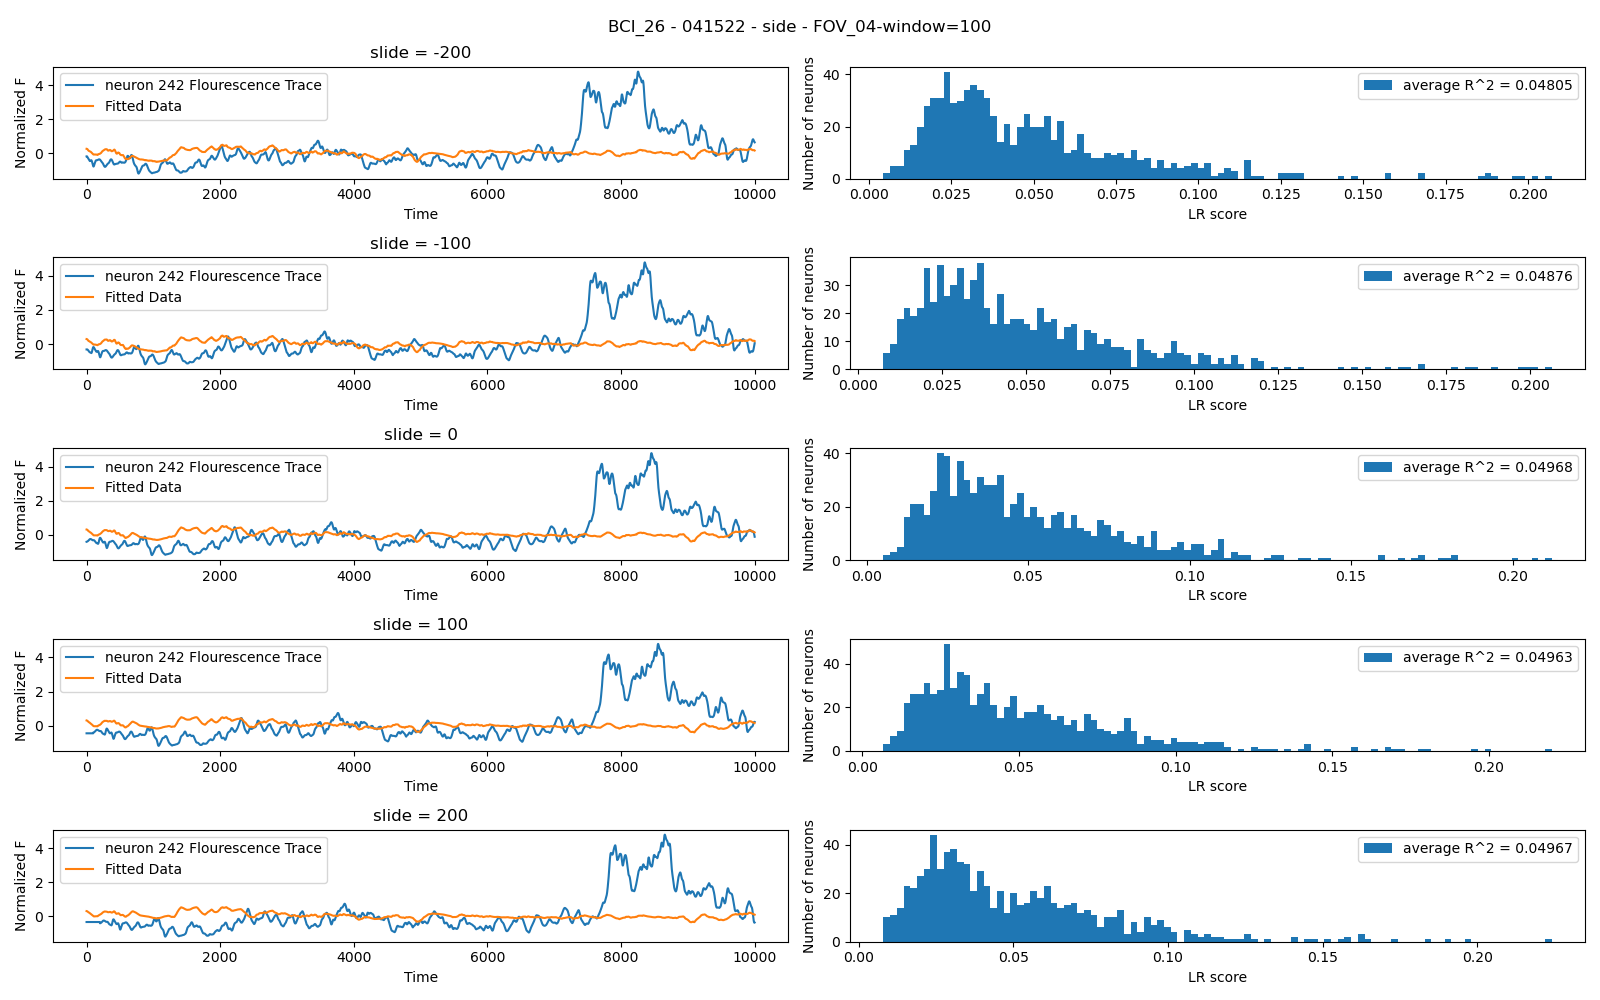 BCI_26 - 041522 - side - FOV_04-window=100
slide = -200
Normalized F
4
2
0
neuron 242 Flourescence Trace
Fitted Data
0 2000 4000 6000 8000 10000
Time
Number of neurons
40
20
0
average R^2 = 0.04805
0.000 0.025 0.050 0.075 0.100 0.125 0.150 0.175 0.200
LR score
slide = -100
Normalized F
4
2
0
neuron 242 Flourescence Trace
Fitted Data
0 2000 4000 6000 8000 10000
Time
Number of neurons
30
20
10
0
average R^2 = 0.04876
0.000 0.025 0.050 0.075 0.100 0.125 0.150 0.175 0.200
LR score
slide = 0
Normalized F
4
2
0
neuron 242 Flourescence Trace
Fitted Data
0 2000 4000 6000 8000 10000
Time
Number of neurons
40
20
0
average R^2 = 0.04968
0.00 0.05 0.10 0.15 0.20
LR score
slide = 100
Normalized F
4
2
0
neuron 242 Flourescence Trace
Fitted Data
0 2000 4000 6000 8000 10000
Time
Number of neurons
40
20
0
average R^2 = 0.04963
0.00 0.05 0.10 0.15 0.20
LR score
slide = 200
Normalized F
4
2
0
neuron 242 Flourescence Trace
Fitted Data
0 2000 4000 6000 8000 10000
Time
Number of neurons
40
20
0
average R^2 = 0.04967
0.00 0.05 0.10 0.15 0.20
LR score